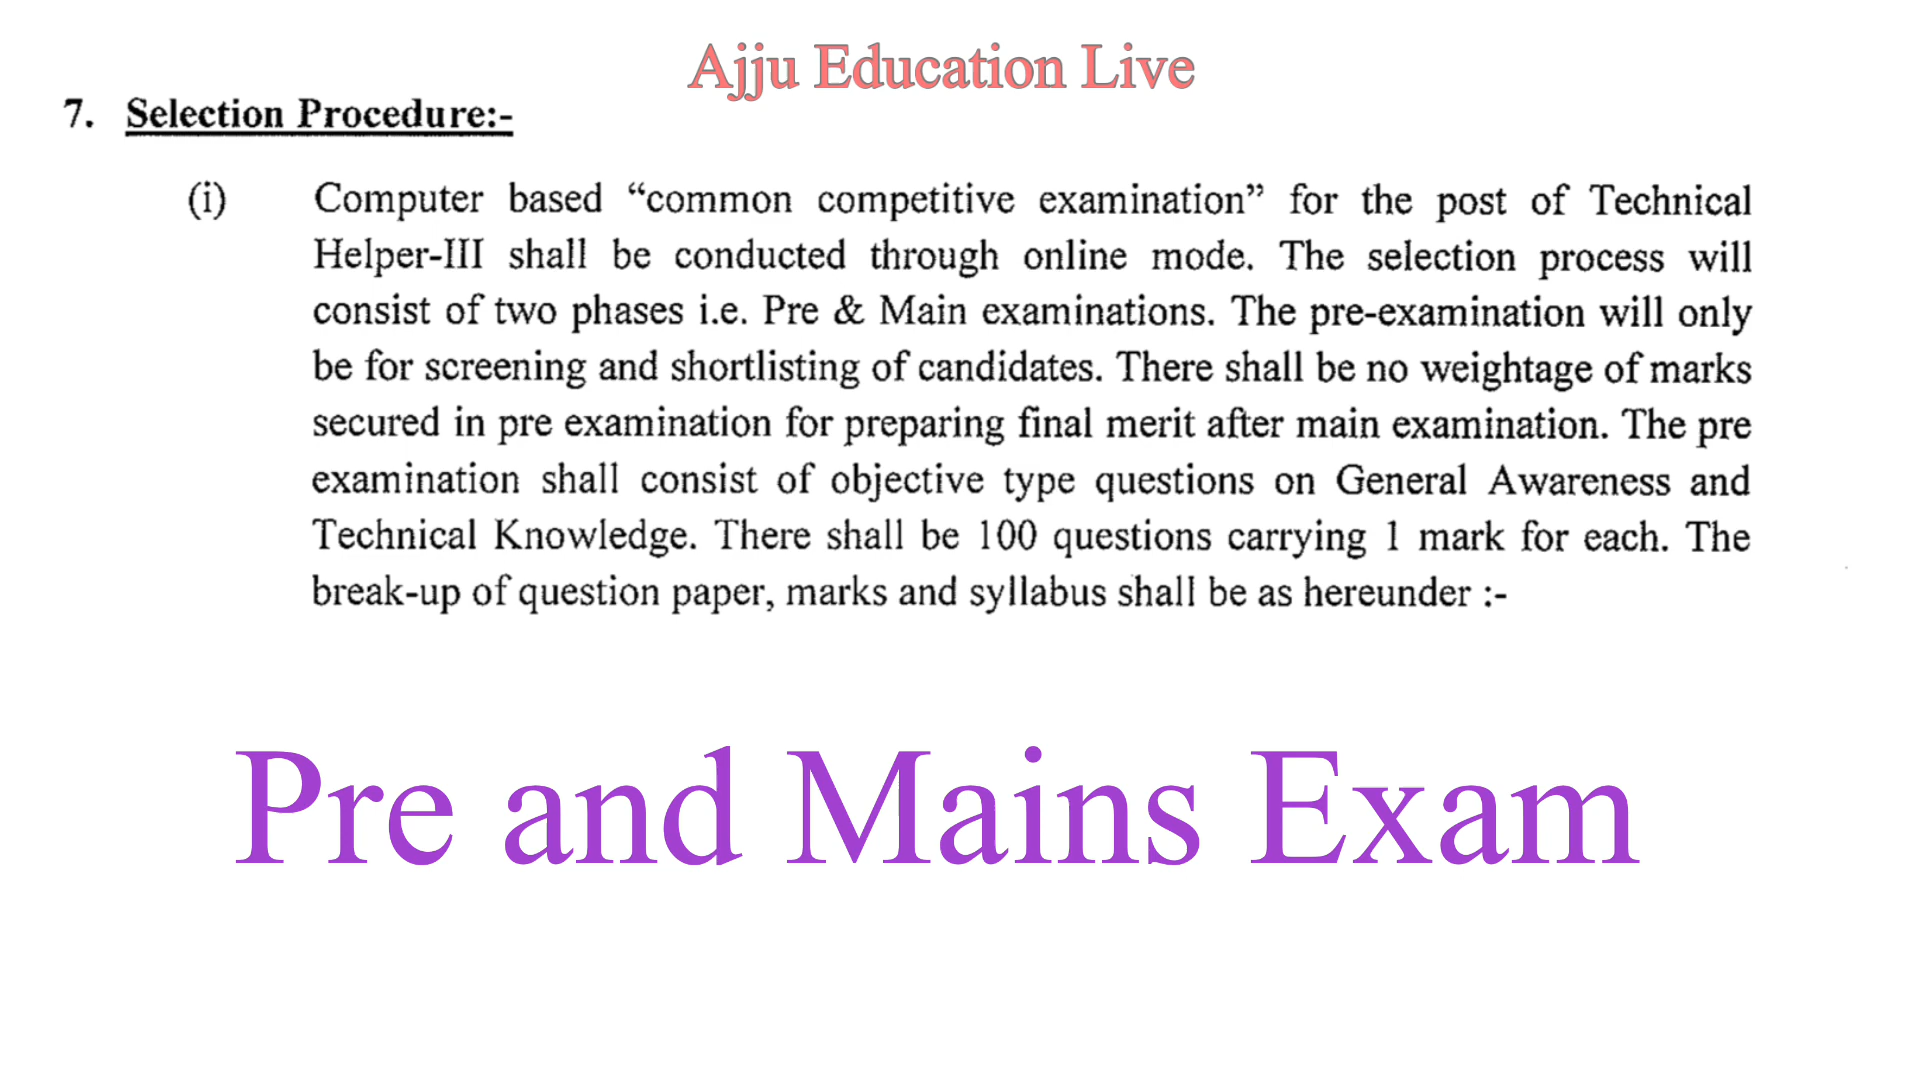 Ajju Education Live
7. Selection Procedure:-
(i) Computer based “common competitive examination” for the post of Technical
Helper-III shall be conducted through online mode. The selection process will
consist of two phases i.e. Pre & Main examinations. The pre-examination will only
be for screening and shortlisting of candidates. There shall be no weightage of marks
secured in pre examination for preparing final merit after main examination. The pre
examination shall consist of objective type questions on General Awareness and
Technical Knowledge. There shall be 100 questions carrying 1 mark for each. The
break-up of question paper, marks and syllabus shall be as hereunder :-
Pre and Mains Exam